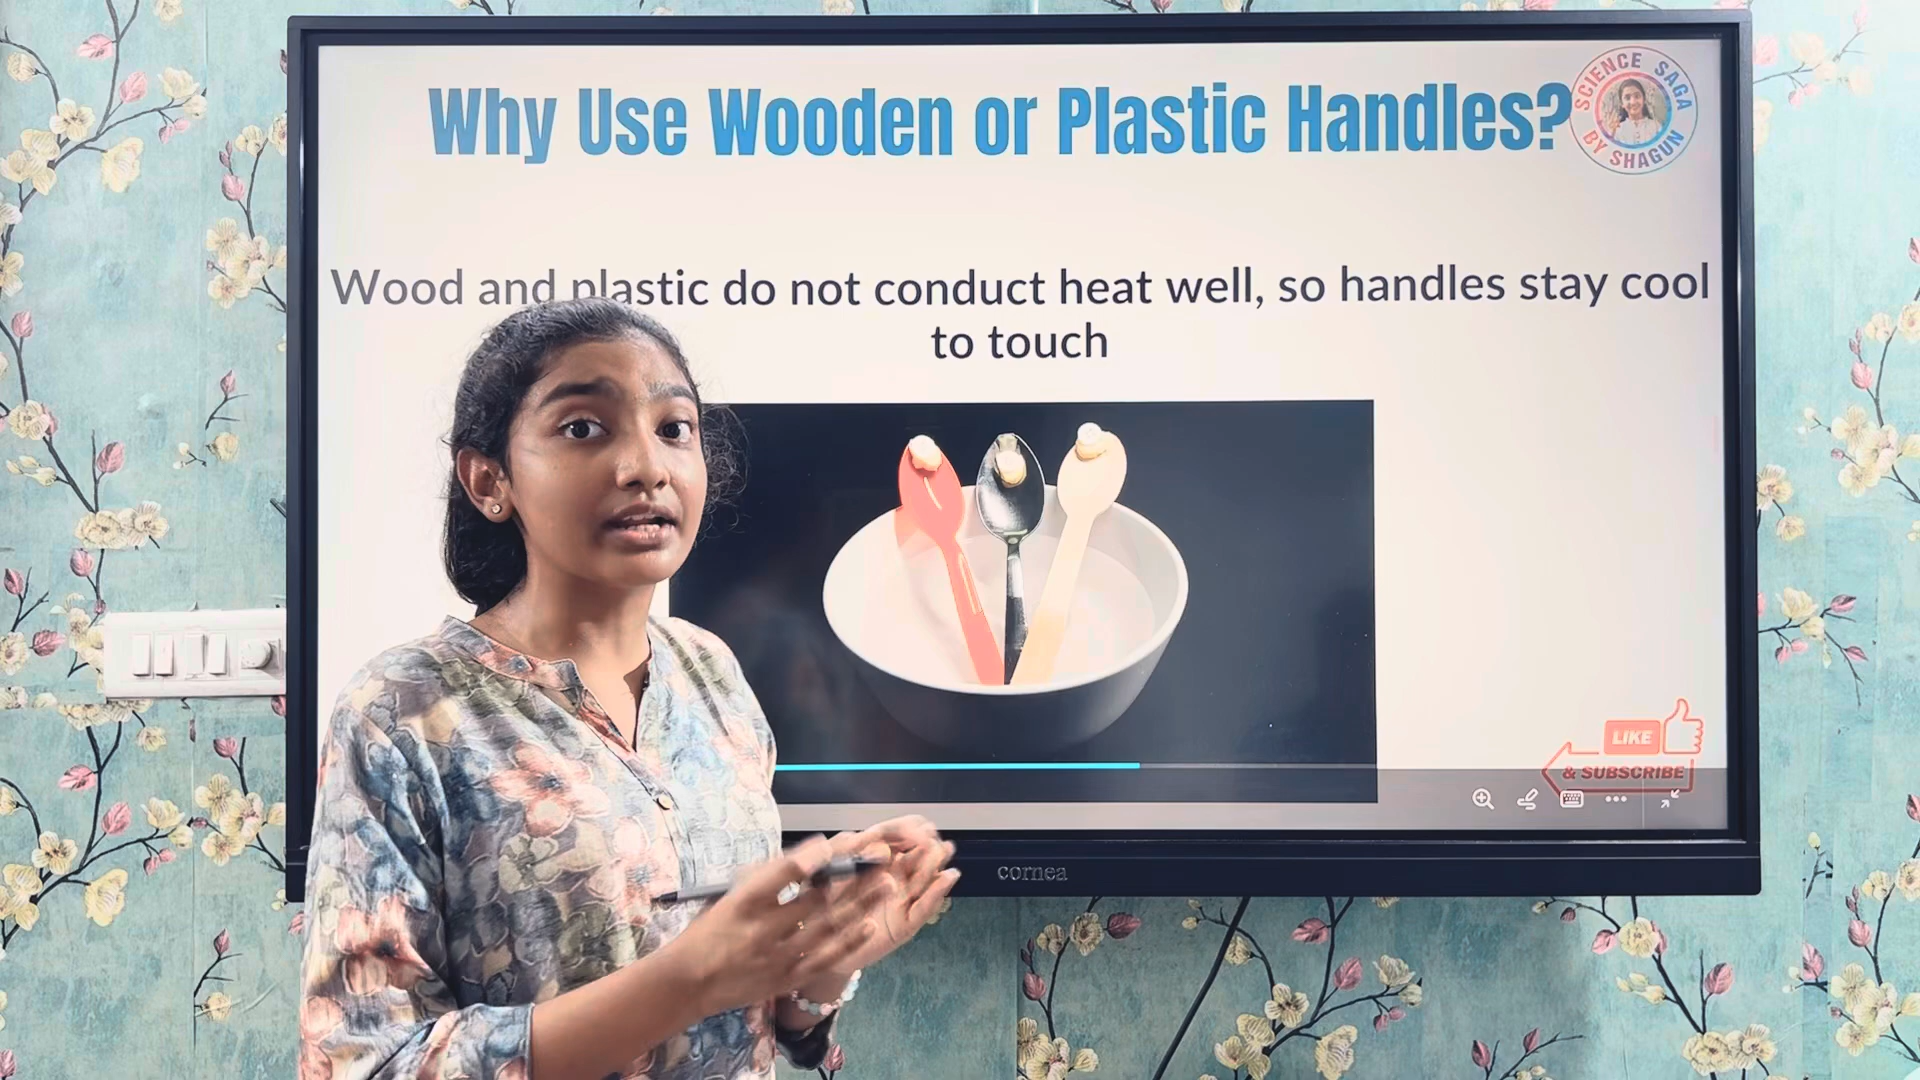 Why Use Wooden or Plastic Handles?
SCIENCE SAGA
BY SHAGUN
Wood and plastic do not conduct heat well, so handles stay cool
to touch
LIKE
& SUBSCRIBE
cornea